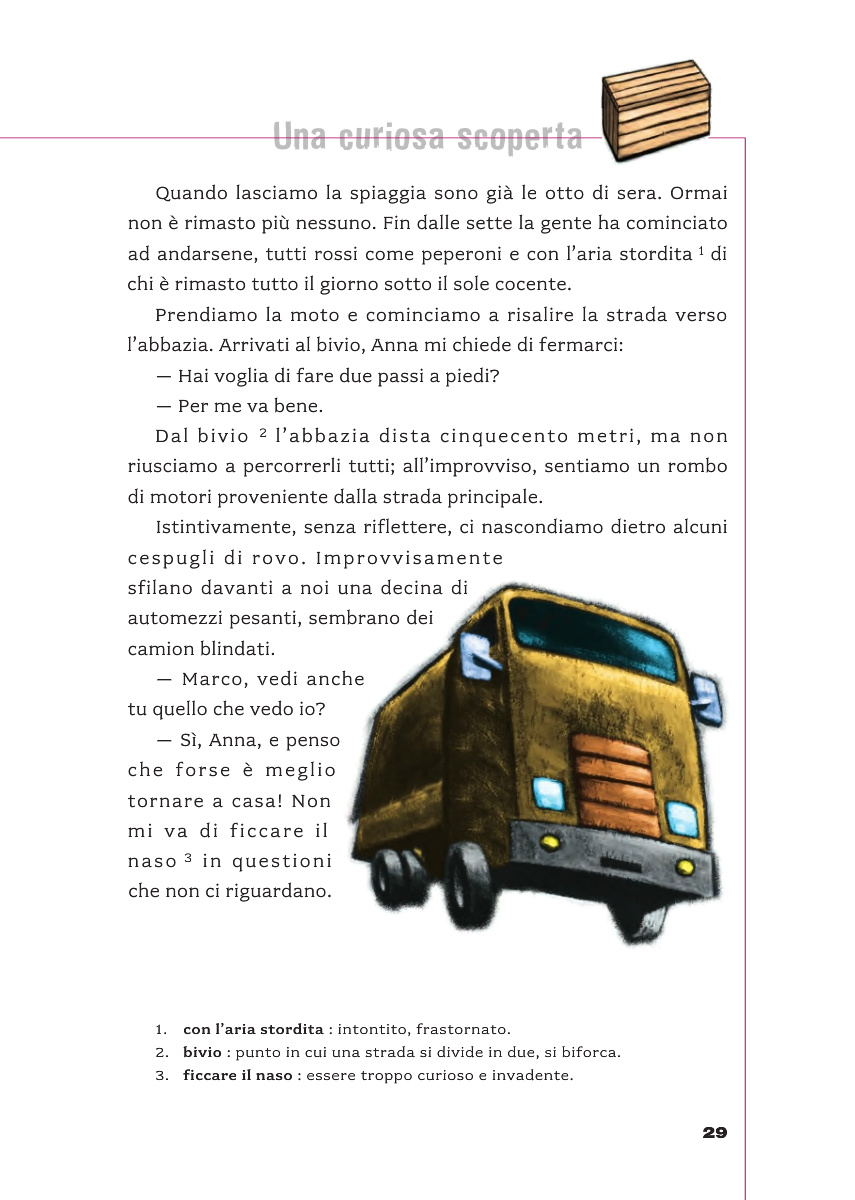 Una curiosa scoperta
Quando lasciamo la spiaggia sono già le otto di sera. Ormai
non è rimasto più nessuno. Fin dalle sette la gente ha cominciato
ad andarsene, tutti rossi come peperoni e con l'aria stordita ¹ di
chi è rimasto tutto il giorno sotto il sole cocente.
Prendiamo la moto e cominciamo a risalire la strada verso
l'abbazia. Arrivati al bivio, Anna mi chiede di fermarci:
— Hai voglia di fare due passi a piedi?
— Per me va bene.
Dal bivio ² l'abbazia dista cinquecento metri, ma non
riusciamo a percorrerli tutti; all'improvviso, sentiamo un rombo
di motori proveniente dalla strada principale.
Istintivamente, senza riflettere, ci nascondiamo dietro alcuni
cespugli di rovo. Improvvisamente
sfilano davanti a noi una decina di
automezzi pesanti, sembrano dei
camion blindati.
— Marco, vedi anche
tu quello che vedo io?
— Sì, Anna, e penso
che forse è meglio
tornare a casa! Non
mi va di ficcare il
naso ³ in questioni
che non ci riguardano.
1. con l'aria stordita : intontito, frastornato.
2. bivio : punto in cui una strada si divide in due, si biforca.
3. ficcare il naso : essere troppo curioso e invadente.
29